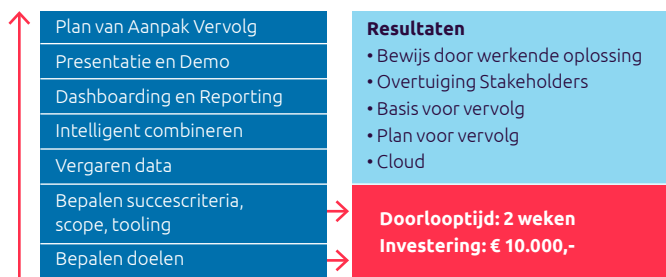 Plan van Aanpak Vervolg
Presentatie en Demo
Dashboarding en Reporting
Intelligent combineren
Vergaren data
Bepalen succescriteria,
scope, tooling
Bepalen doelen
Resultaten
• Bewijs door werkende oplossing
• Overtuiging Stakeholders
• Basis voor vervolg
• Plan voor vervolg
• Cloud
Doorlooptijd: 2 weken
Investering: € 10.000,-